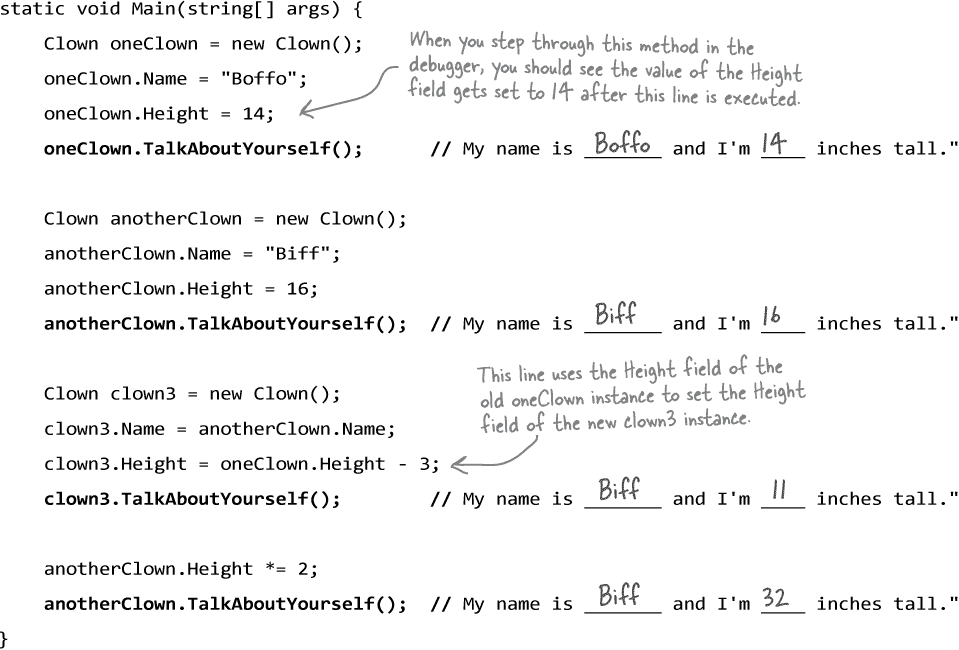 static void Main(string[] args) {
Clown oneClown = new Clown();
oneClown.Name = "Boffo";
When you step through this method in the
debugger, you should see the value of the Height
field gets set to 14 after this line is executed.
oneClown.Height = 14;
oneClown.TalkAboutYourself(); // My name is Boffo and I'm 14 inches tall."
Clown anotherClown = new Clown();
anotherClown.Name = "Biff";
anotherClown.Height = 16;
anotherClown.TalkAboutYourself(); // My name is Biff and I'm 16 inches tall."
This line uses the Height field of the
old oneClown instance to set the Height
field of the new clown3 instance.
Clown clown3 = new Clown();
clown3.Name = anotherClown.Name;
clown3.Height = oneClown.Height - 3;
clown3.TalkAboutYourself(); // My name is Biff and I'm 11 inches tall."
anotherClown.Height *= 2;
anotherClown.TalkAboutYourself(); // My name is Biff and I'm 32 inches tall."
}